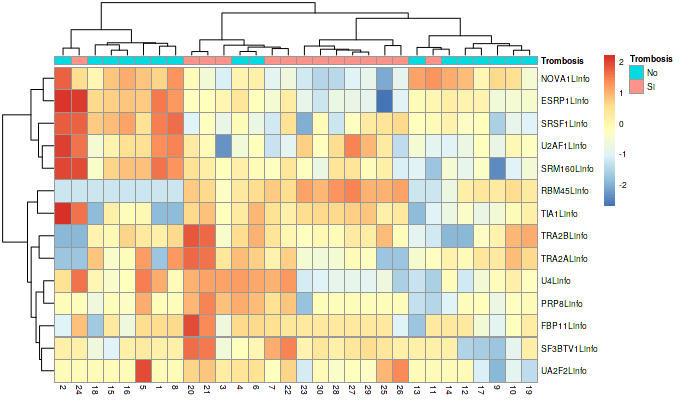 Trombosis
NOVA1Linfo
ESRP1Linfo
SRSF1Linfo
U2AF1Linfo
SRM160Linfo
RBM45Linfo
TIA1Linfo
TRA2BLinfo
TRA2ALinfo
U4Linfo
PRP8Linfo
FBP11Linfo
SF3BTV1Linfo
UA2F2Linfo
2 24 18 15 16 5 1 8 20 21 3 4 6 7 22 23 30 28 27 29 25 26 13 11 14 12 17 9 10 19
2
1
0
-1
-2
Trombosis
No
SI